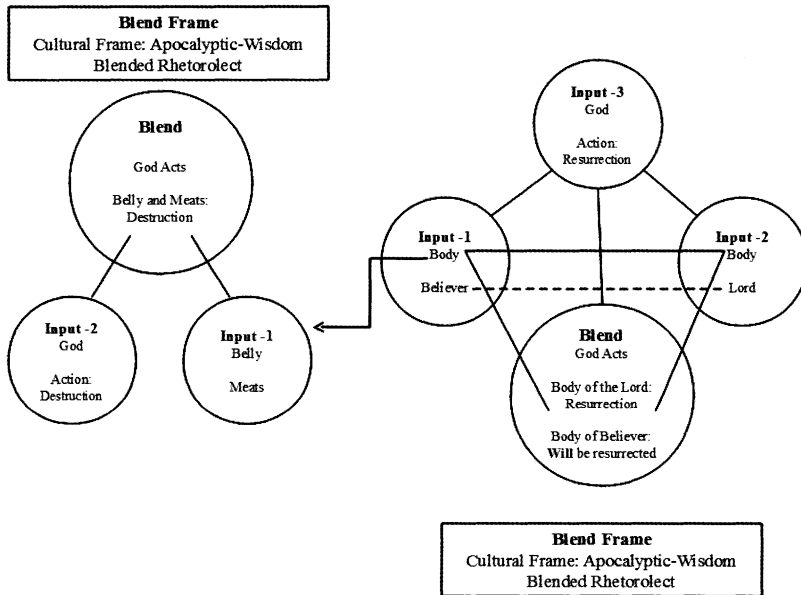 Blend Frame
Cultural Frame: Apocalyptic-Wisdom
Blended Rhetorolect
Blend
God Acts
Belly and Meats:
Destruction
Input -2
God
Action:
Destruction
Input -1
Belly
Meats
Input -3
God
Action:
Resurrection
Input -1
Body
Believer
Input -2
Body
Lord
Blend
God Acts
Body of the Lord:
Resurrection
Body of Believer:
Will be resurrected
Blend Frame
Cultural Frame: Apocalyptic-Wisdom
Blended Rhetorolect